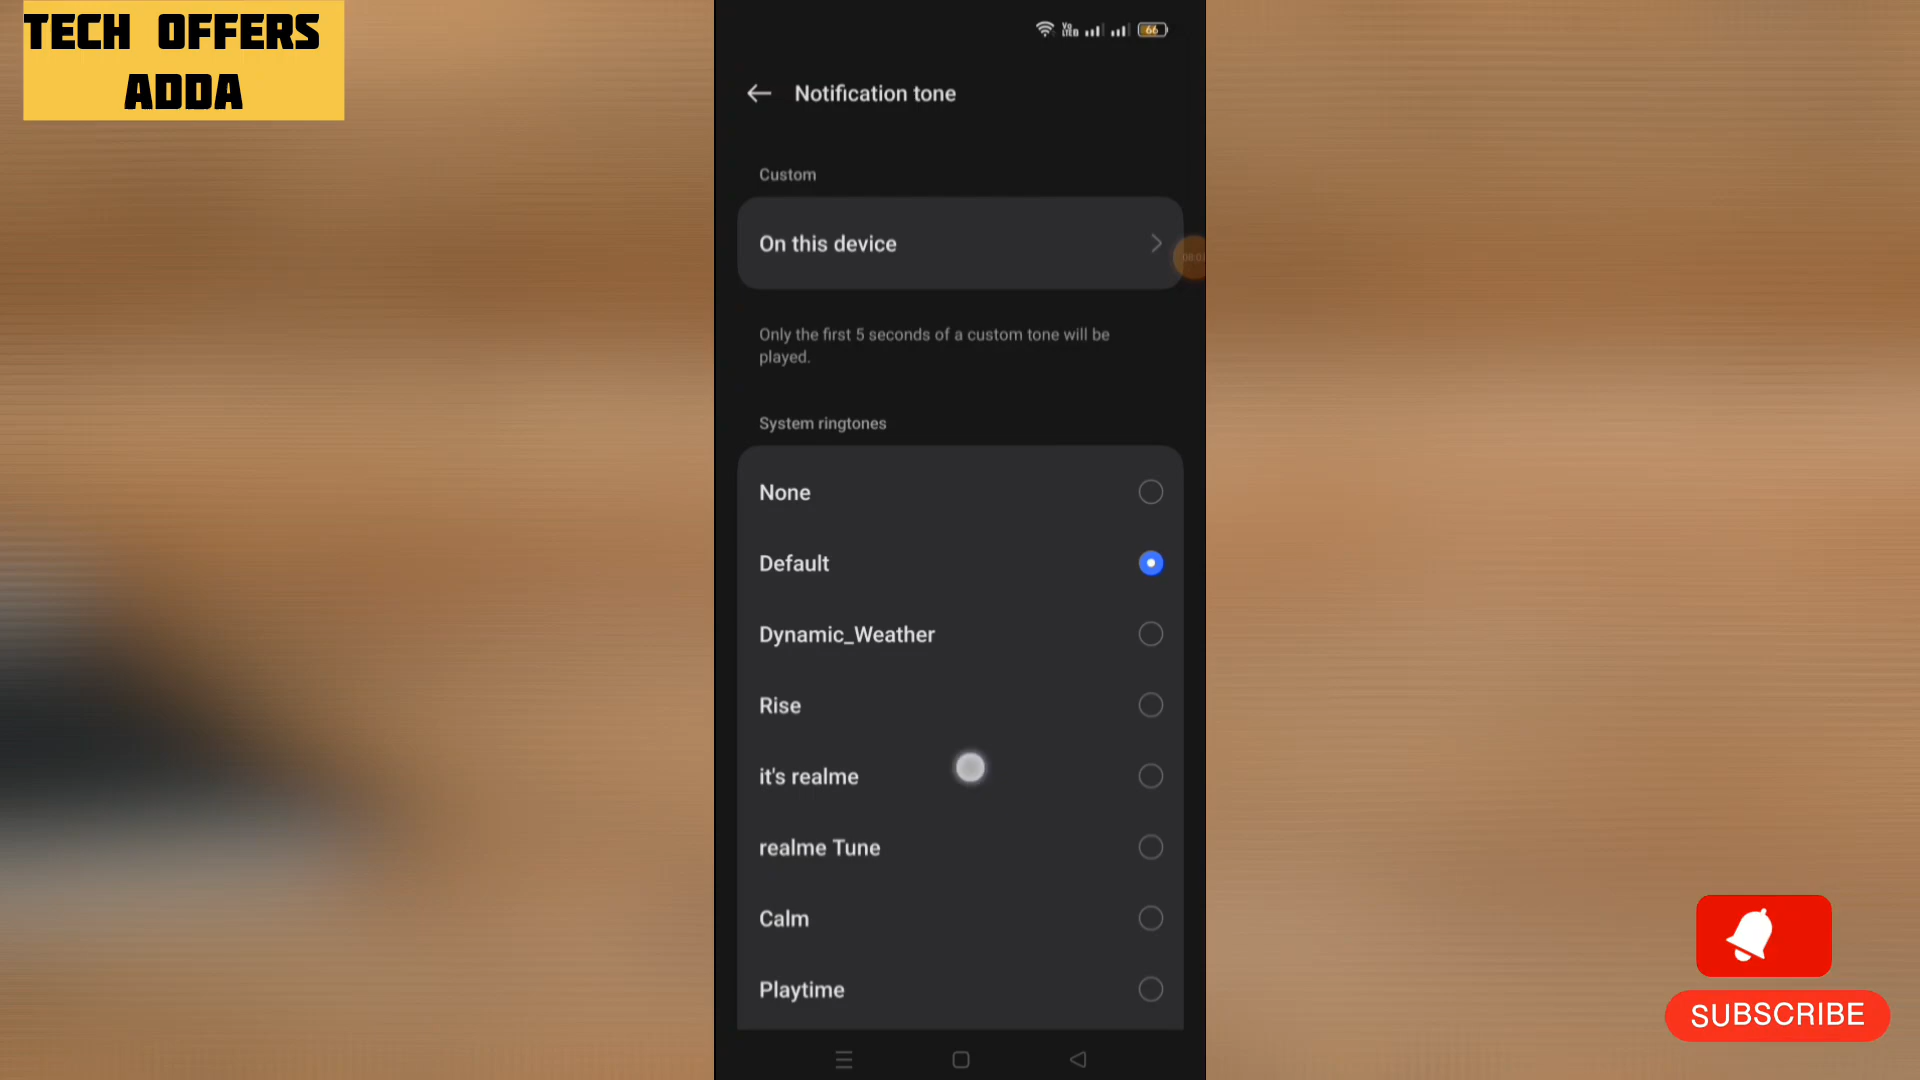 TECH OFFERS
ADDA
66
Notification tone
Custom
On this device
Only the first 5 seconds of a custom tone will be
played.
System ringtones
None
Default
Dynamic_Weather
Rise
it's realme
realme Tune
Calm
Playtime
SUBSCRIBE